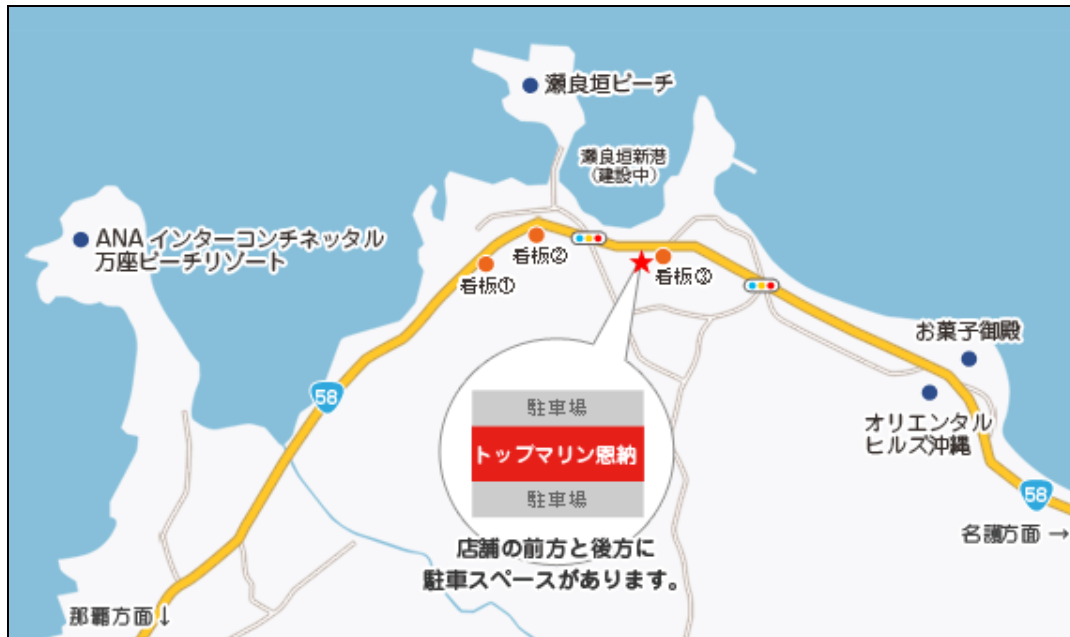 瀬良垣ビーチ
瀬良垣新港
(建設中)
ANA インターコンチネッタル
万座ビーチリゾート
看板②
看板①
看板③
お菓子御殿
58
駐車場
オリエンタル
ヒルズ沖縄
トップマリン恩納
駐車場
58
名護方面→
店舗の前方と後方に
駐車スペースがあります。
那覇方面↓